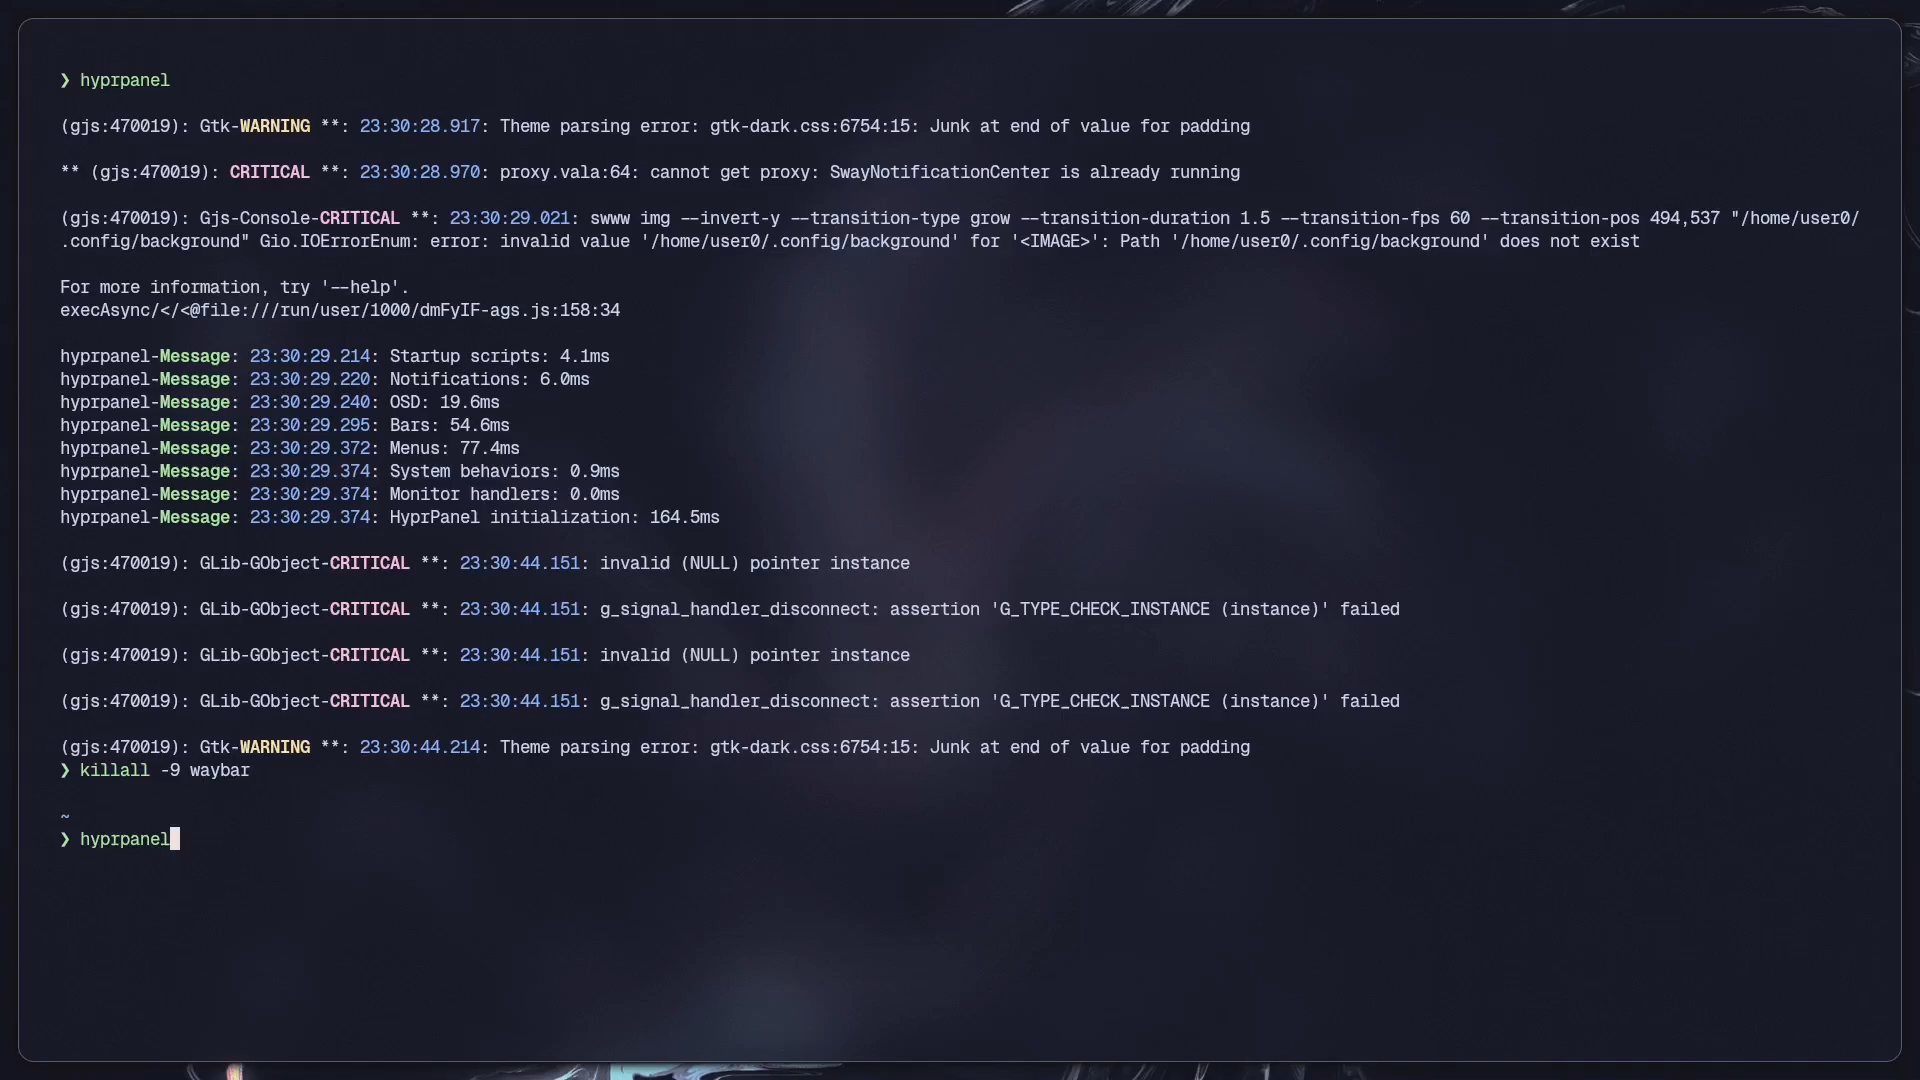 ❯ hyprpanel
(gjs:470019): Gtk-WARNING **: 23:30:28.917: Theme parsing error: gtk-dark.css:6754:15: Junk at end of value for padding
** (gjs:470019): CRITICAL **: 23:30:28.970: proxy.vala:64: cannot get proxy: SwayNotificationCenter is already running
(gjs:470019): Gjs-Console-CRITICAL **: 23:30:29.021: swww img --invert-y --transition-type grow --transition-duration 1.5 --transition-fps 60 --transition-pos 494,537 "/home/user0/
.config/background" Gio.IOErrorEnum: error: invalid value '/home/user0/.config/background' for '<IMAGE>': Path '/home/user0/.config/background' does not exist
For more information, try '--help'.
execAsync/</<@file:///run/user/1000/dmFyIF-ags.js:158:34
hyprpanel-Message: 23:30:29.214: Startup scripts: 4.1ms
hyprpanel-Message: 23:30:29.220: Notifications: 6.0ms
hyprpanel-Message: 23:30:29.240: OSD: 19.6ms
hyprpanel-Message: 23:30:29.295: Bars: 54.6ms
hyprpanel-Message: 23:30:29.372: Menus: 77.4ms
hyprpanel-Message: 23:30:29.374: System behaviors: 0.9ms
hyprpanel-Message: 23:30:29.374: Monitor handlers: 0.0ms
hyprpanel-Message: 23:30:29.374: HyprPanel initialization: 164.5ms
(gjs:470019): GLib-GObject-CRITICAL **: 23:30:44.151: invalid (NULL) pointer instance
(gjs:470019): GLib-GObject-CRITICAL **: 23:30:44.151: g_signal_handler_disconnect: assertion 'G_TYPE_CHECK_INSTANCE (instance)' failed
(gjs:470019): GLib-GObject-CRITICAL **: 23:30:44.151: invalid (NULL) pointer instance
(gjs:470019): GLib-GObject-CRITICAL **: 23:30:44.151: g_signal_handler_disconnect: assertion 'G_TYPE_CHECK_INSTANCE (instance)' failed
(gjs:470019): Gtk-WARNING **: 23:30:44.214: Theme parsing error: gtk-dark.css:6754:15: Junk at end of value for padding
❯ killall -9 waybar
~
❯ hyprpanel